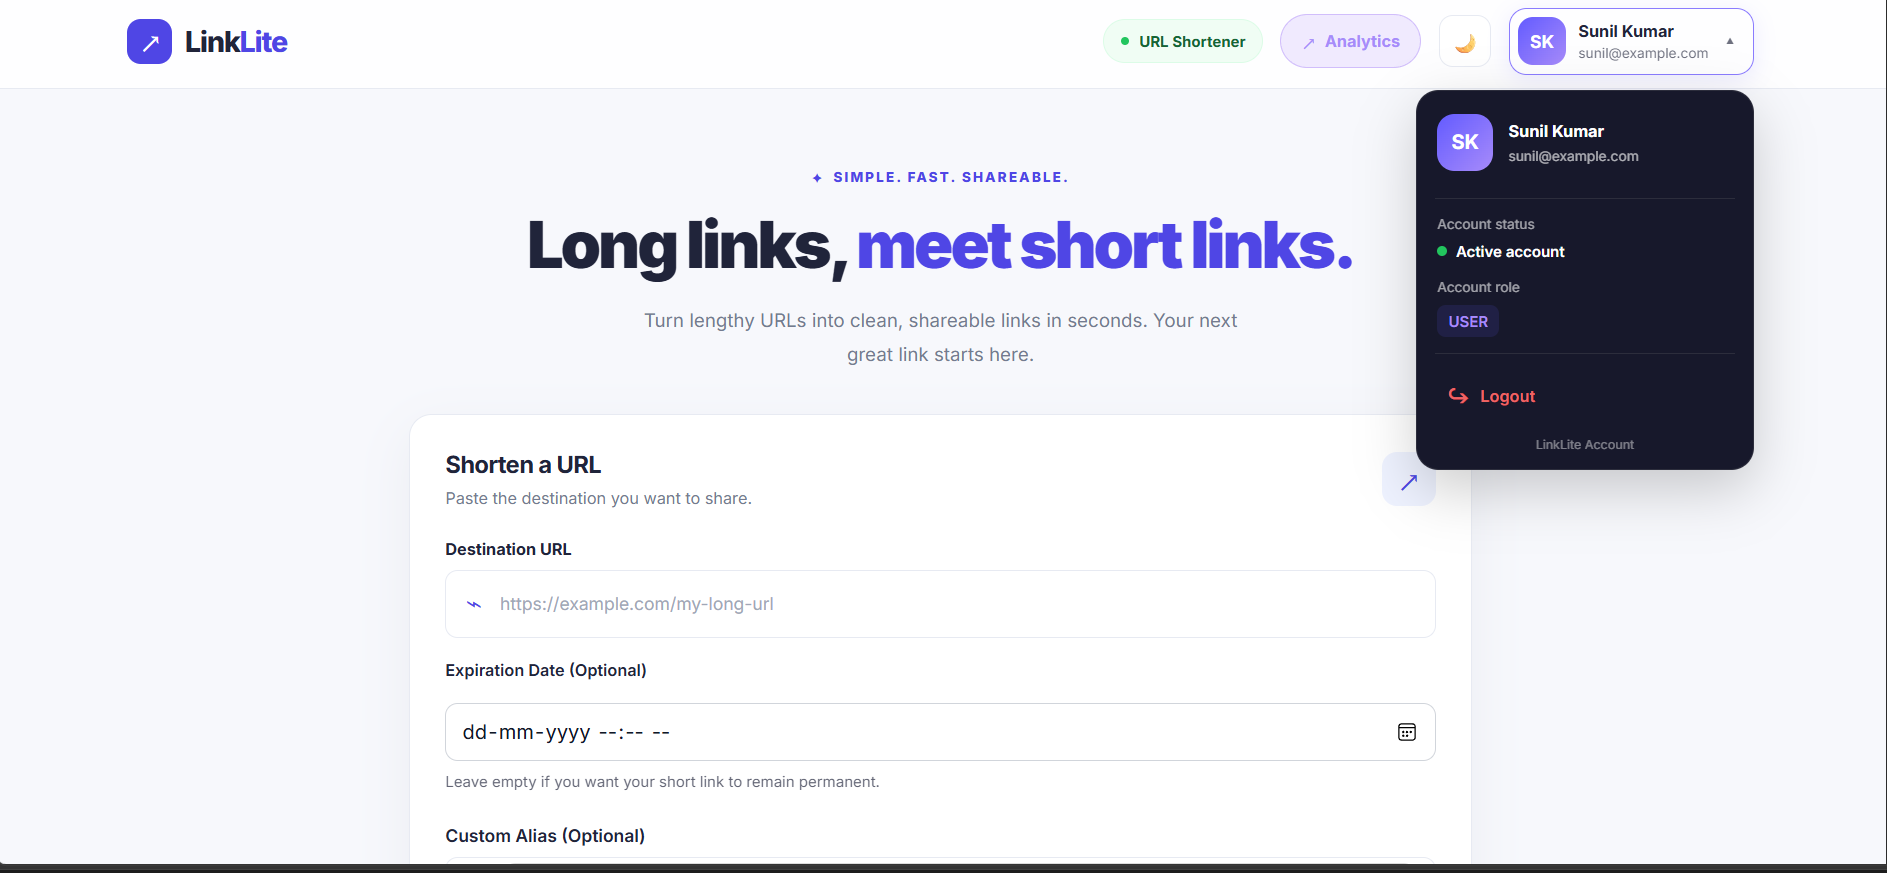 LinkLite
URL Shortener
Analytics
SK
Sunil Kumar
sunil@example.com
SK
Sunil Kumar
sunil@example.com
Account status
Active account
Account role
USER
Logout
LinkLite Account
SIMPLE. FAST. SHAREABLE.
Long links, meet short links.
Turn lengthy URLs into clean, shareable links in seconds. Your next
great link starts here.
Shorten a URL
Paste the destination you want to share.
Destination URL
https://example.com/my-long-url
Expiration Date (Optional)
dd-mm-yyyy --:-- --
Leave empty if you want your short link to remain permanent.
Custom Alias (Optional)